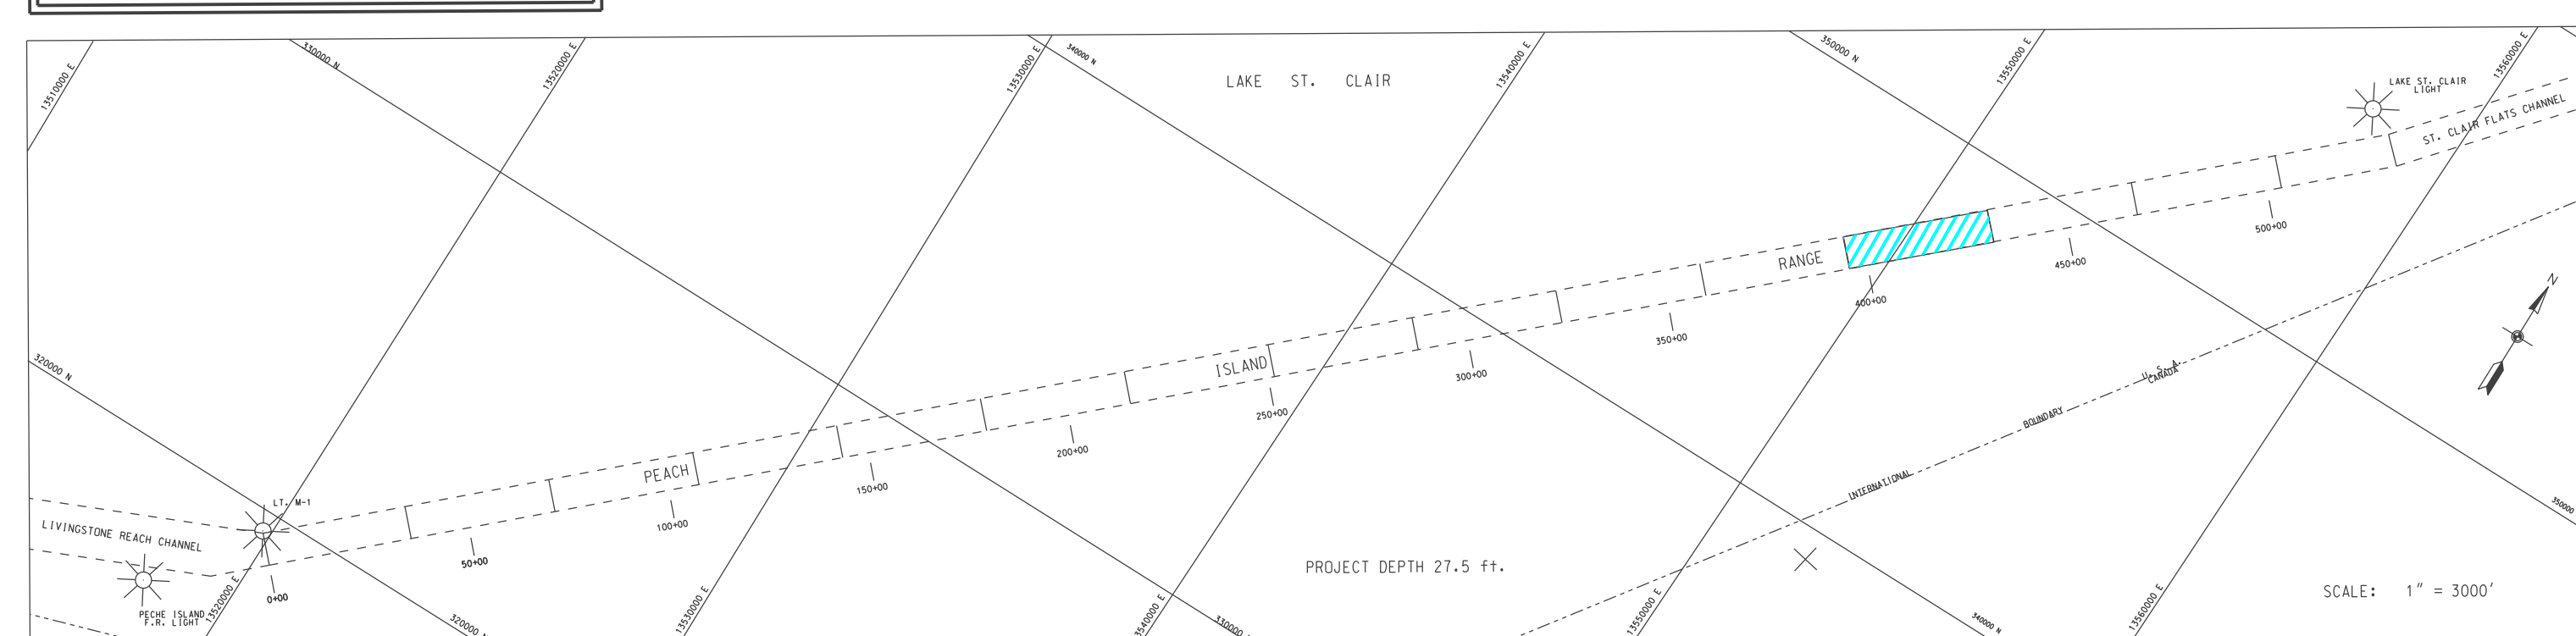 13510000 E
330000 N
13520000 E
13530000 E
340000 N
LAKE ST. CLAIR
13540000 E
350000 N
13550000 E
LAKE ST. CLAIR
LIGHT
13560000 E
ST. CLAIR FLATS CHANNEL
320000 N
LIVINGSTONE REACH CHANNEL
LT. M-1
PECHE ISLAND
F.R. LIGHT
13520000 E
0+00
320000 N
50+00
PEACH
100+00
13530000 E
150+00
200+00
ISLAND
250+00
300+00
350+00
RANGE
400+00
450+00
500+00
N
U. S. A.
CANADA
BOUNDARY
INTERNATIONAL
PROJECT DEPTH 27.5 ft.
13540000 E
330000 N
13550000 E
340000 N
13560000 E
350000
SCALE: 1" = 3000'